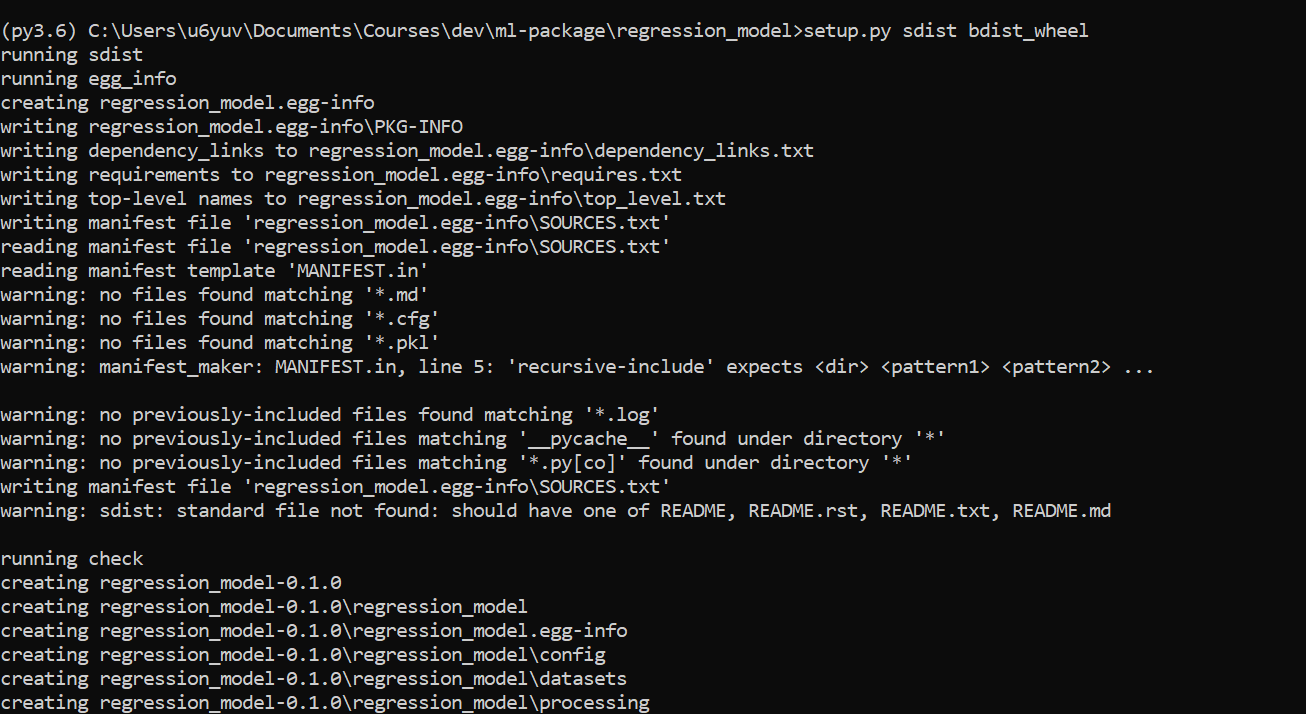 (py3.6) C:\Users\u6yuv\Documents\Courses\dev\ml-package\regression_model>setup.py sdist bdist_wheel
running sdist
running egg_info
creating regression_model.egg-info
writing regression_model.egg-info\PKG-INFO
writing dependency_links to regression_model.egg-info\dependency_links.txt
writing requirements to regression_model.egg-info\requires.txt
writing top-level names to regression_model.egg-info\top_level.txt
writing manifest file 'regression_model.egg-info\SOURCES.txt'
reading manifest file 'regression_model.egg-info\SOURCES.txt'
reading manifest template 'MANIFEST.in'
warning: no files found matching '*.md'
warning: no files found matching '*.cfg'
warning: no files found matching '*.pkl'
warning: manifest_maker: MANIFEST.in, line 5: 'recursive-include' expects <dir> <pattern1> <pattern2> ...

warning: no previously-included files found matching '*.log'
warning: no previously-included files matching '__pycache__' found under directory '*'
warning: no previously-included files matching '*.py[co]' found under directory '*'
writing manifest file 'regression_model.egg-info\SOURCES.txt'
warning: sdist: standard file not found: should have one of README, README.rst, README.txt, README.md

running check
creating regression_model-0.1.0
creating regression_model-0.1.0\regression_model
creating regression_model-0.1.0\regression_model.egg-info
creating regression_model-0.1.0\regression_model\config
creating regression_model-0.1.0\regression_model\datasets
creating regression_model-0.1.0\regression_model\processing